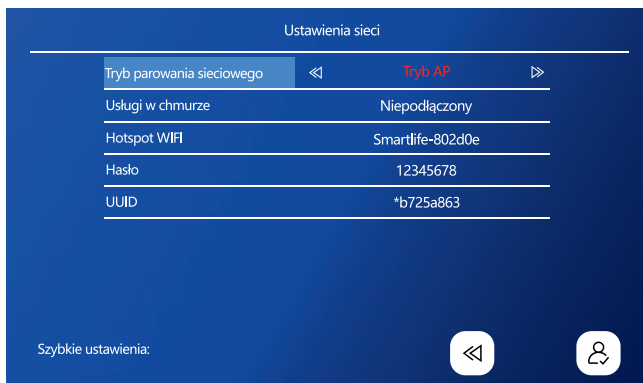 Ustawienia sieci
Tryb parowania sieciowego Tryb AP
Usługi w chmurze Niepodłączony
Hotspot WIFI Smartlife-802d0e
Hasło 12345678
UUID *b725a863
Szybkie ustawienia: